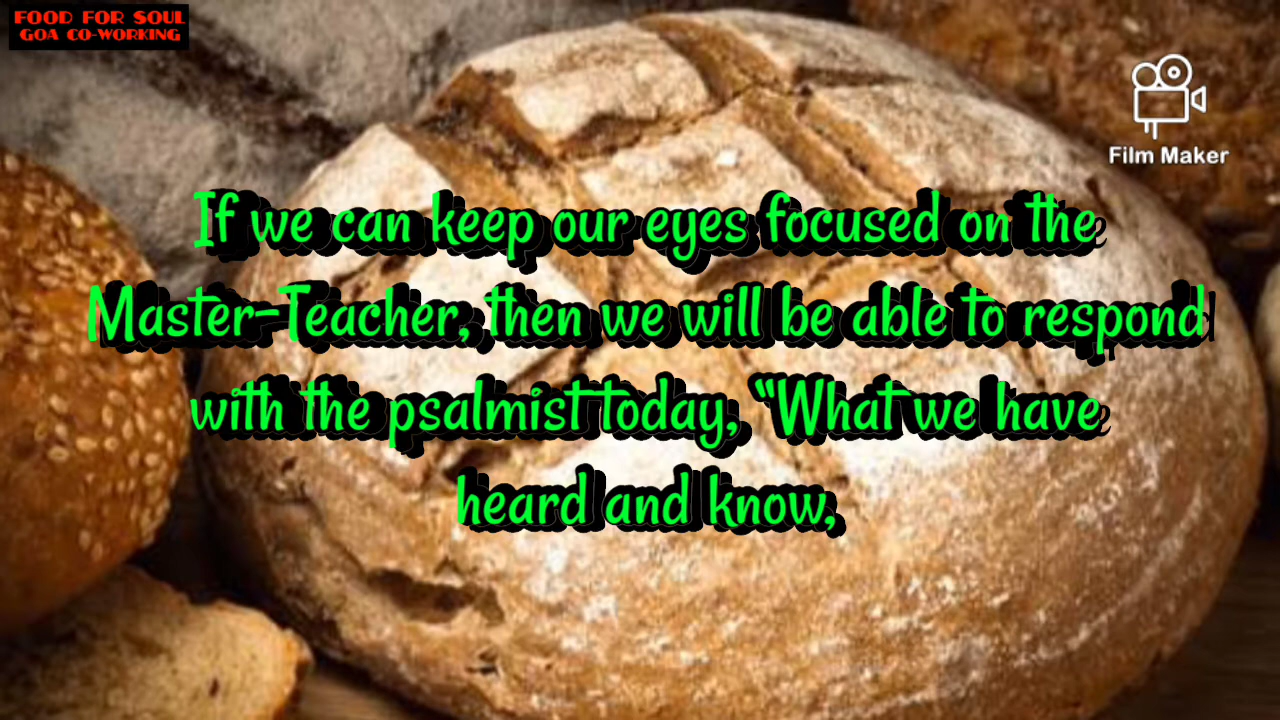 FOOD FOR SOUL
GOA CO-WORKING
Film Maker
If we can keep our eyes focused on the
Master-Teacher, then we will be able to respond
with the psalmist today, "What we have
heard and know,